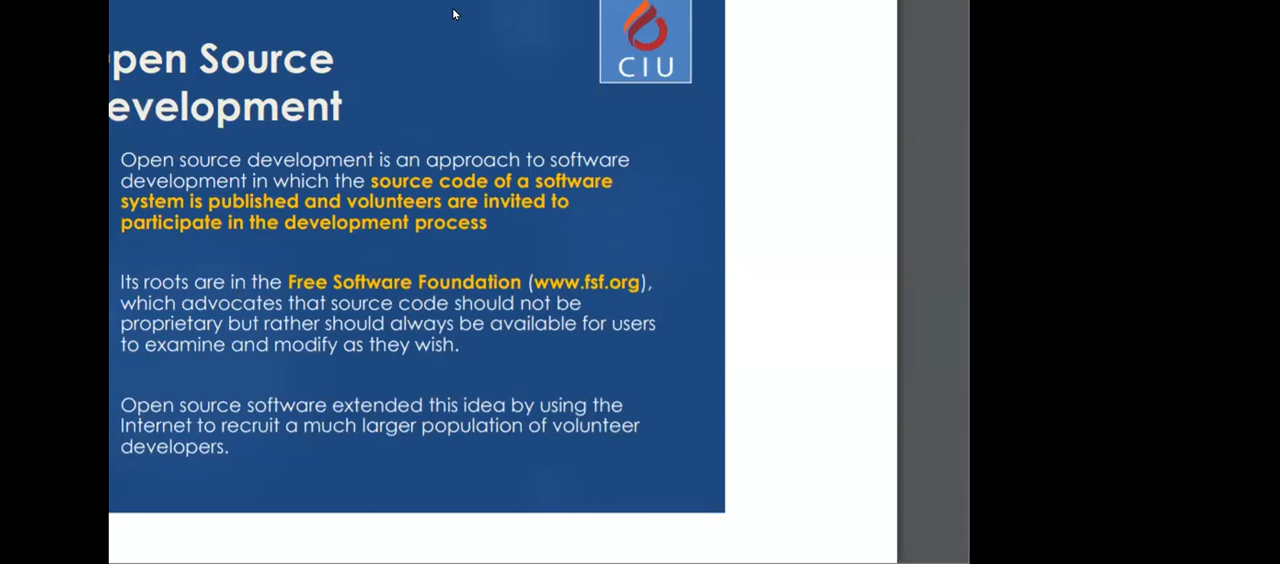 pen Source
evelopment
CIU
Open source development is an approach to software
development in which the source code of a software
system is published and volunteers are invited to
participate in the development process
Its roots are in the Free Software Foundation (www.fsf.org),
which advocates that source code should not be
proprietary but rather should always be available for users
to examine and modify as they wish.
Open source software extended this idea by using the
Internet to recruit a much larger population of volunteer
developers.